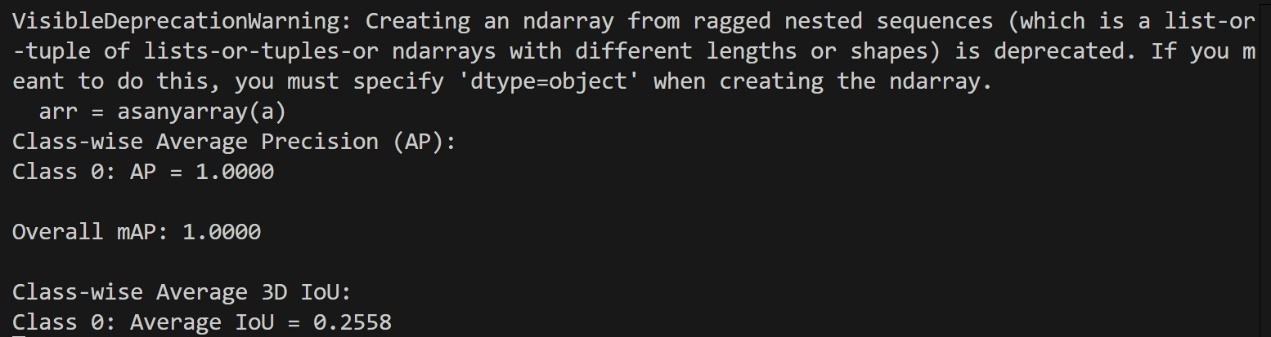 VisibleDeprecationWarning: Creating an ndarray from ragged nested sequences (which is a list-or
-tuple of lists-or-tuples-or ndarrays with different lengths or shapes) is deprecated. If you m
eant to do this, you must specify 'dtype=object' when creating the ndarray.
  arr = asanyarray(a)
Class-wise Average Precision (AP):
Class 0: AP = 1.0000

Overall mAP: 1.0000

Class-wise Average 3D IoU:
Class 0: Average IoU = 0.2558